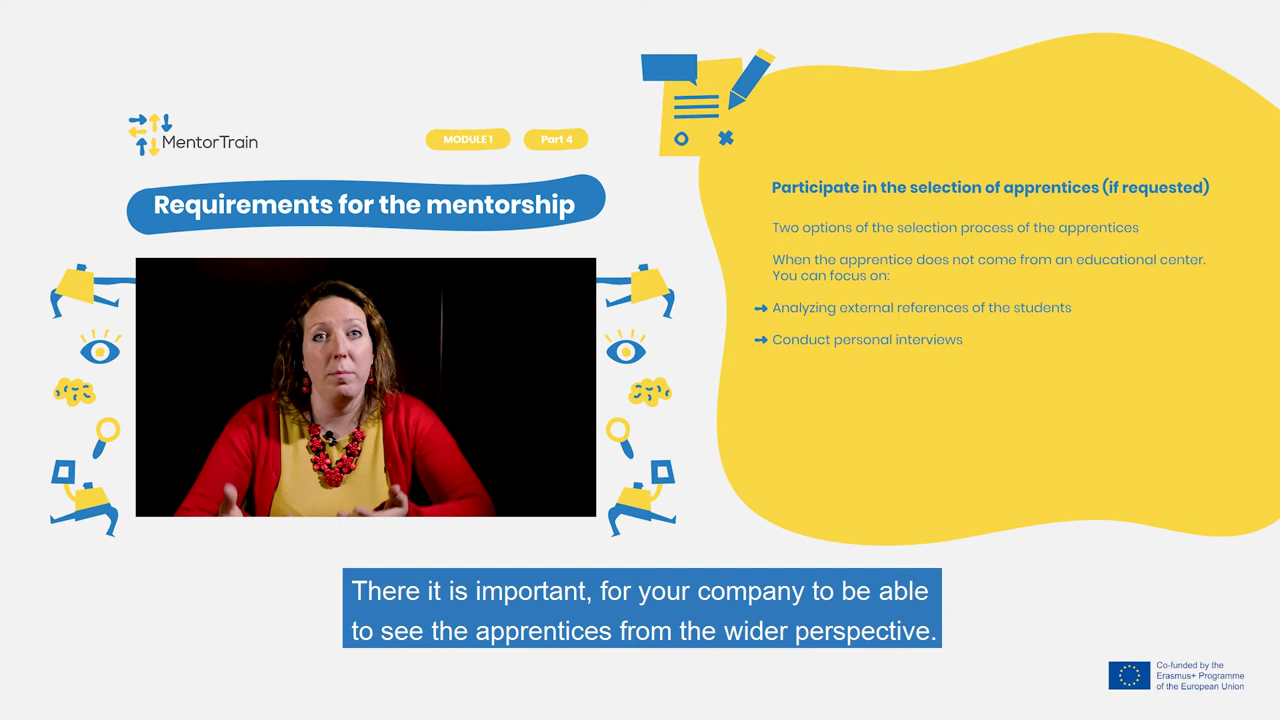 MentorTrain
MODULE 1
Part 4
Requirements for the mentorship
Participate in the selection of apprentices (if requested)
Two options of the selection process of the apprentices
When the apprentice does not come from an educational center.
You can focus on:
Analyzing external references of the students
Conduct personal interviews
There it is important, for your company to be able
to see the apprentices from the wider perspective.
Co-funded by the
Erasmus+ Programme
of the European Union